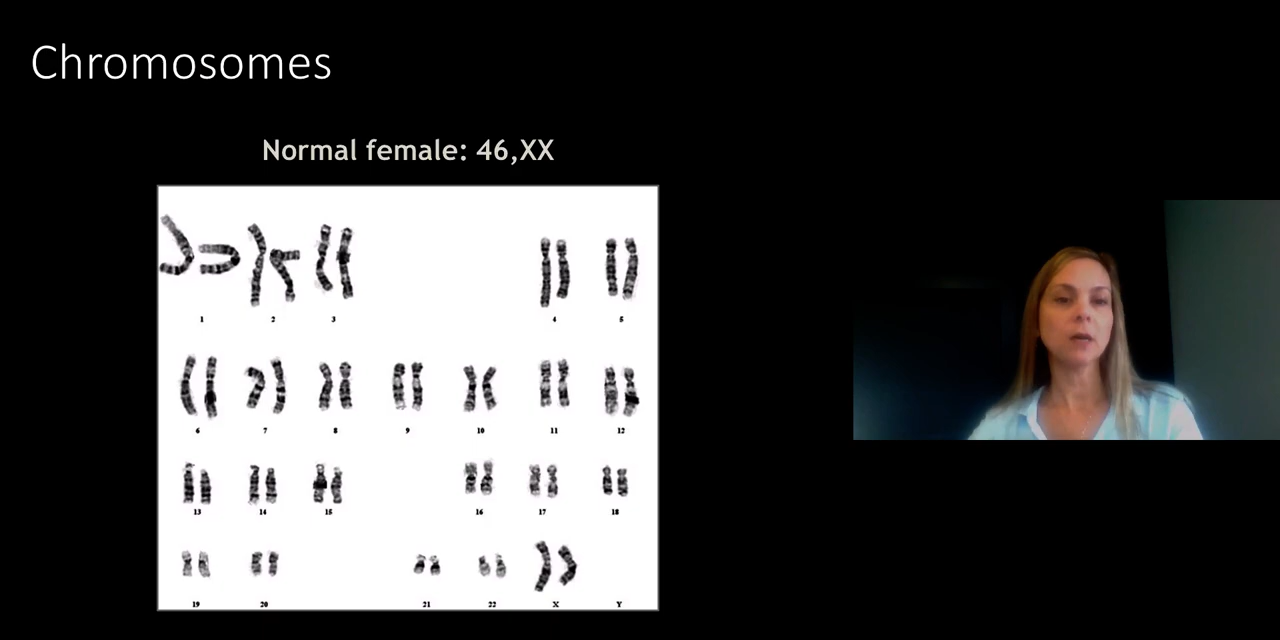 Chromosomes
Normal female: 46,XX
1 2 3 4 5
6 7 8 9 10 11 12
13 14 15 16 17 18
19 20 21 22 X Y